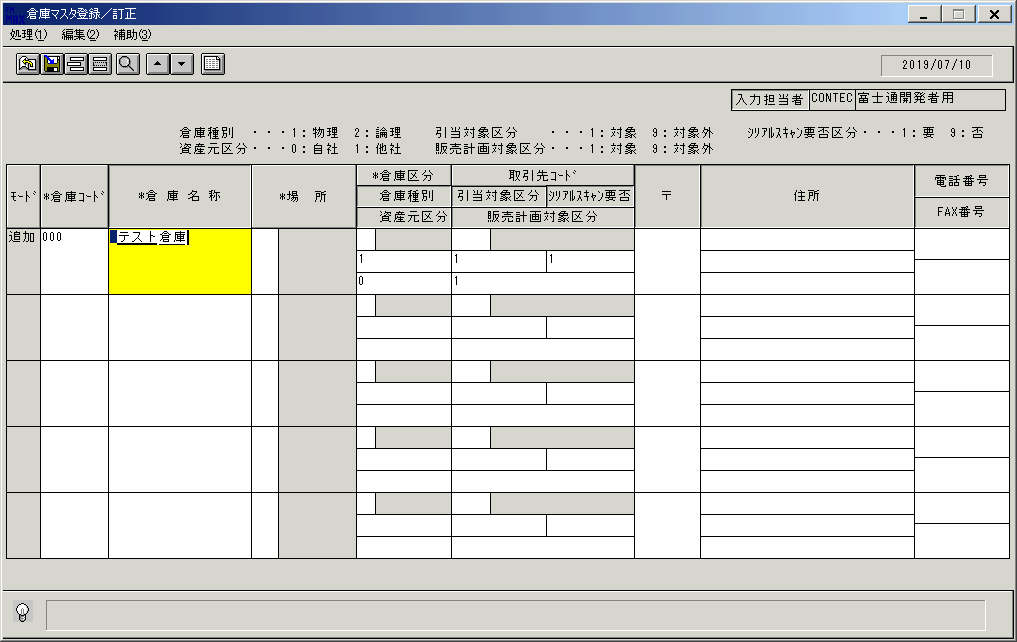 倉庫マスタ登録／訂正
処理(1) 編集(2) 補助(3)
2019/07/10
入力担当者 CONTEC 富士通開発者用
倉庫種別 ・・・1：物理 2：論理 引当対象区分 ・・・1：対象 9：対象外 ｼﾘｱﾙｽｷｬﾝ要否区分・・・1：要 9：否
資産元区分・・・0：自社 1：他社 販売計画対象区分・・・1：対象 9：対象外
ﾓｰﾄﾞ *倉庫ｺｰﾄﾞ *倉 庫 名 称 *場 所 *倉庫区分 取引先ｺｰﾄﾞ 〒 住所 電話番号
倉庫種別 引当対象区分 ｼﾘｱﾙｽｷｬﾝ要否 FAX番号
資産元区分 販売計画対象区分
追加 000 テスト倉庫
1 1 1
0 1